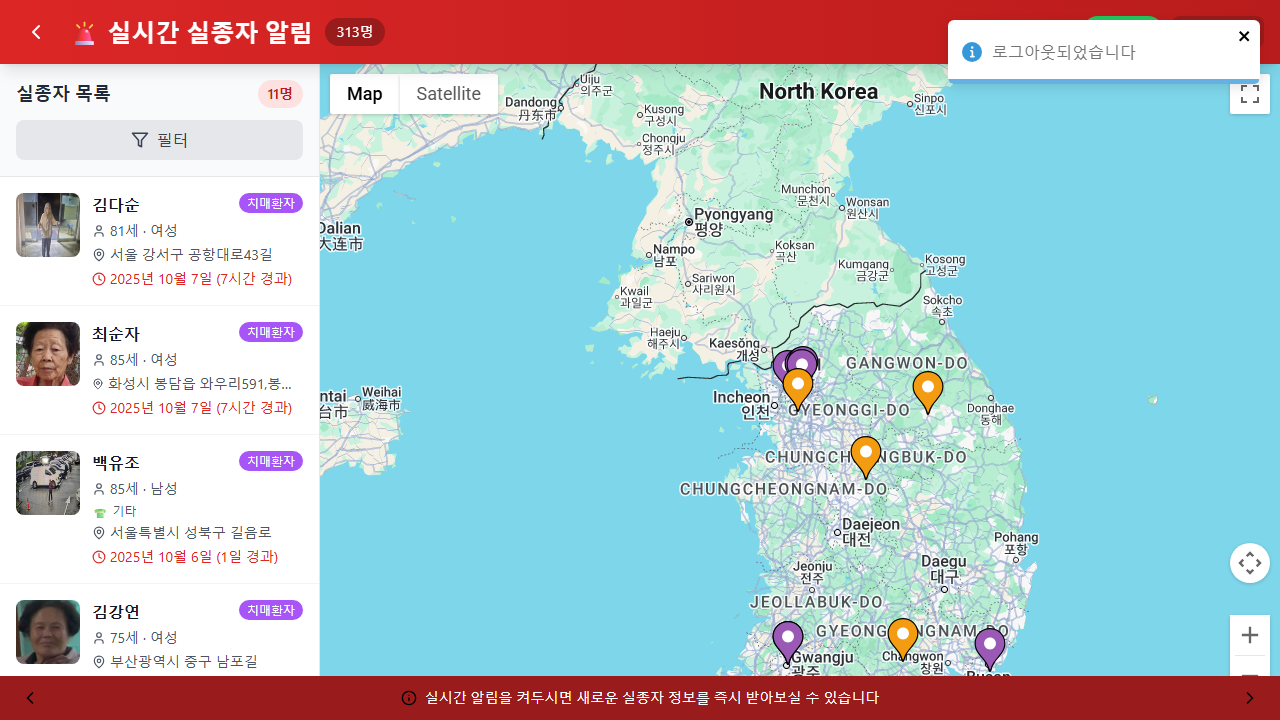 실시간 실종자 알림
313명
로그아웃되었습니다
실종자 목록
11명
필터
김다순
치매환자
81세 · 여성
서울 강서구 공항대로43길
2025년 10월 7일 (7시간 경과)
최순자
치매환자
85세 · 여성
화성시 봉담읍 와우리591,봉...
2025년 10월 7일 (7시간 경과)
백유조
치매환자
85세 · 남성
기타
서울특별시 성북구 길음로
2025년 10월 6일 (1일 경과)
김강연
치매환자
75세 · 여성
부산광역시 중구 남포길
Map
Satellite
North Korea
Uiju
의주군
Dandong
丹东市
Kusong
구성시
Chongju
정주시
Sinpo
신포시
Munchon
문천시
Wonsan
원산시
Dalian
大连市
Pyongyang
평양
Nampo
남포
Koksan
곡산
Kumgang
금강군
Kosong
고성군
Sariwon
사리원시
Kwail
과일군
Sokcho
속초
Haeju
해주시
Kaesŏng
개성
GANGWON-DO
Weihai
威海市
ntai
台市
Incheon
인천
GYEONGGI-DO
Donghae
동해
CHUNGCH
NGBUK-DO
CHUNGCHEONGNAM-DO
Daejeon
대전
Pohang
포항
Daegu
대구
Jeonju
전주
JEOLLABUK-DO
GYEONG
NGNAM-DO
Gwangju
광주
Changwon
창원
Busan
실시간 알림을 켜두시면 새로운 실종자 정보를 즉시 받아보실 수 있습니다